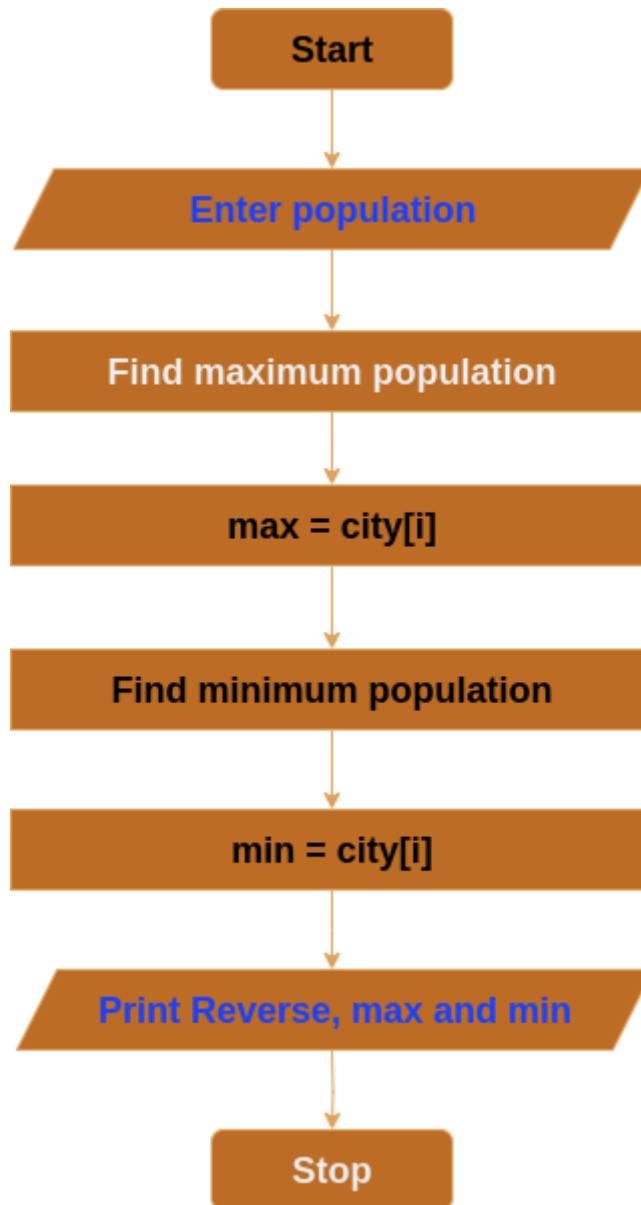 Start
Enter population
Find maximum population
max = city[i]
Find minimum population
min = city[i]
Print Reverse, max and min
Stop